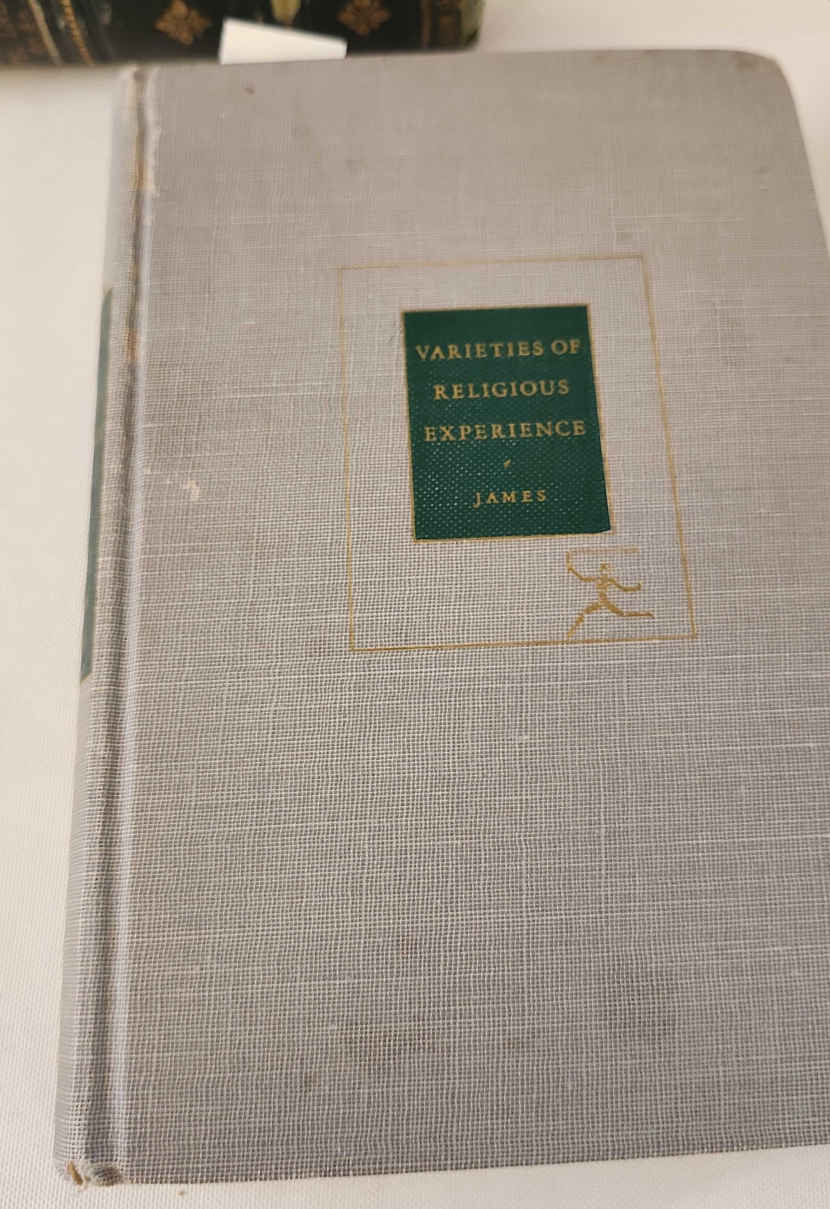 VARIETIES OF
RELIGIOUS
EXPERIENCE
JAMES